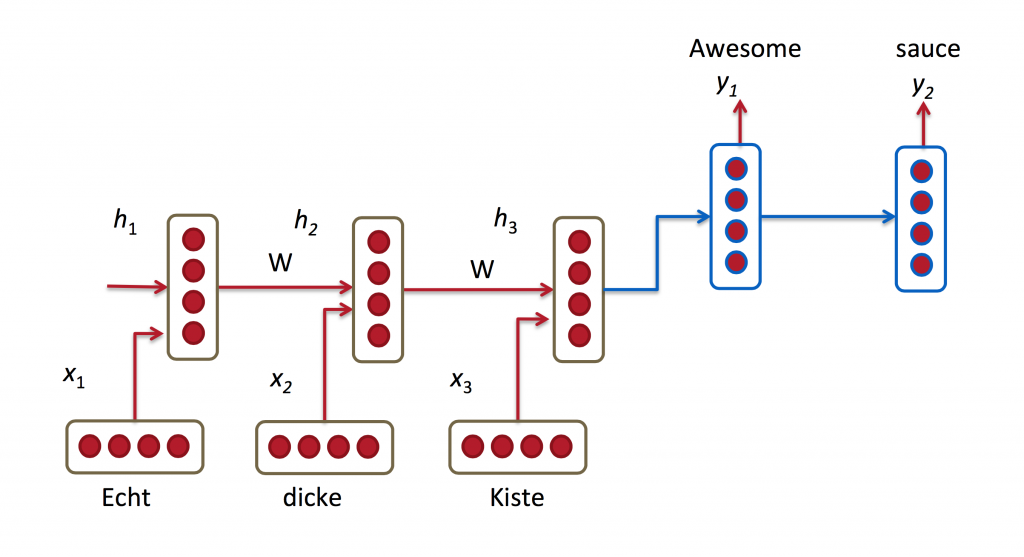 Awesome sauce
y1 y2
h1 h2 h3
W W
x1 x2 x3
Echt dicke Kiste